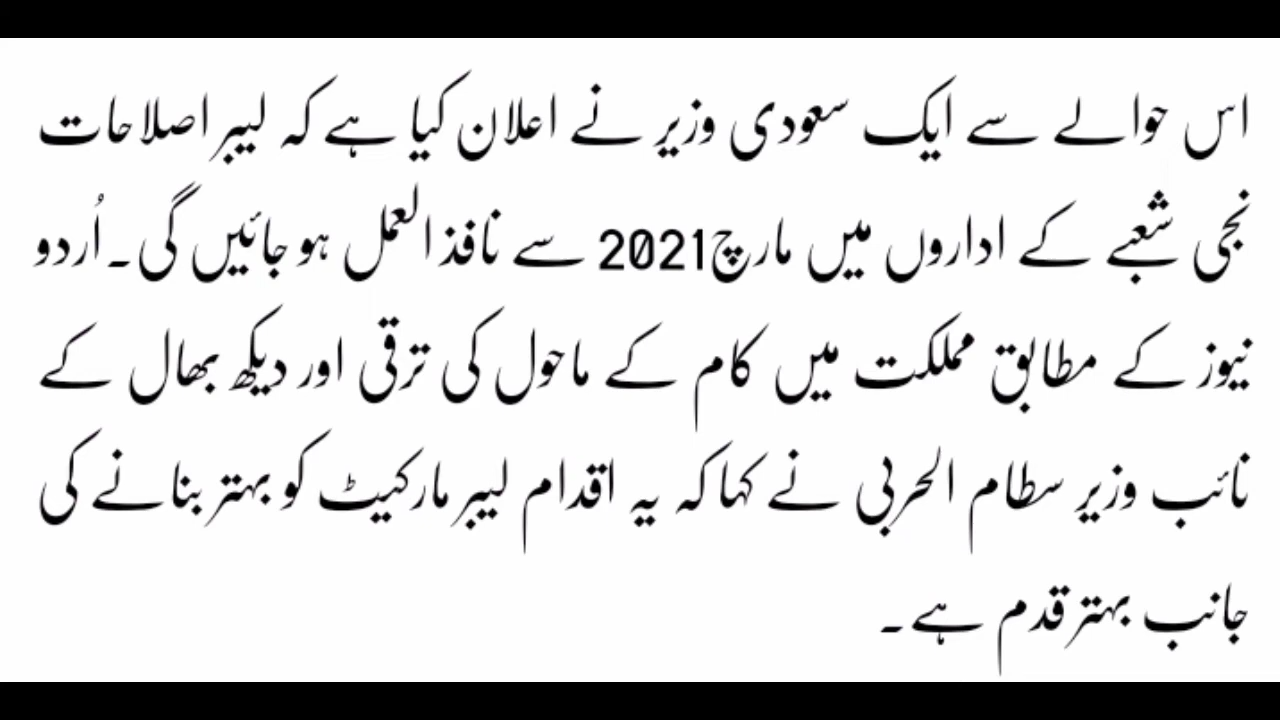 اس حوالے سے ایک سعودی وزیر نے اعلان کیا ہے کہ لیبر اصلاحات
نجی شعبے کے اداروں میں مارچ2021 سے نافذ العمل ہو جائیں گی۔اُردو
نیوز کے مطابق مملکت میں کام کے ماحول کی ترقی اور دیکھ بھال کے
نائب وزیر سطام الحربی نے کہا کہ یہ اقدام لیبر مارکیٹ کو بہتر بنانے کی
جانب بہتر قدم ہے۔